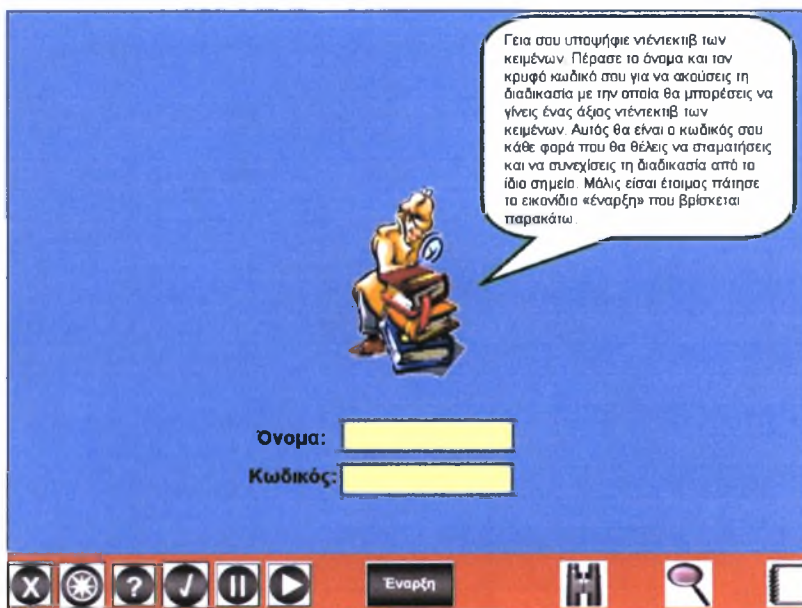 Γεια σου υποψήφιε ντέντεκτιβ των
κειμένων. Πέρασε το όνομα και τον
κρυφό κωδικό σου για να ακούσεις τη
διαδικασία με την οποία θα μπορέσεις να
γίνεις ένας άξιος ντέντεκτιβ των
κειμένων. Αυτός θα είναι ο κωδικός σου
κάθε φορά που θα θέλεις να σταματήσεις
και να συνεχίσεις τη διαδικασία από το
ίδιο σημείο. Μόλις είσαι έτοιμος πάτησε
το εικονίδιο «έναρξη» που βρίσκεται
παρακάτω.
Όνομα:
Κωδικός:
X ? Έναρξη